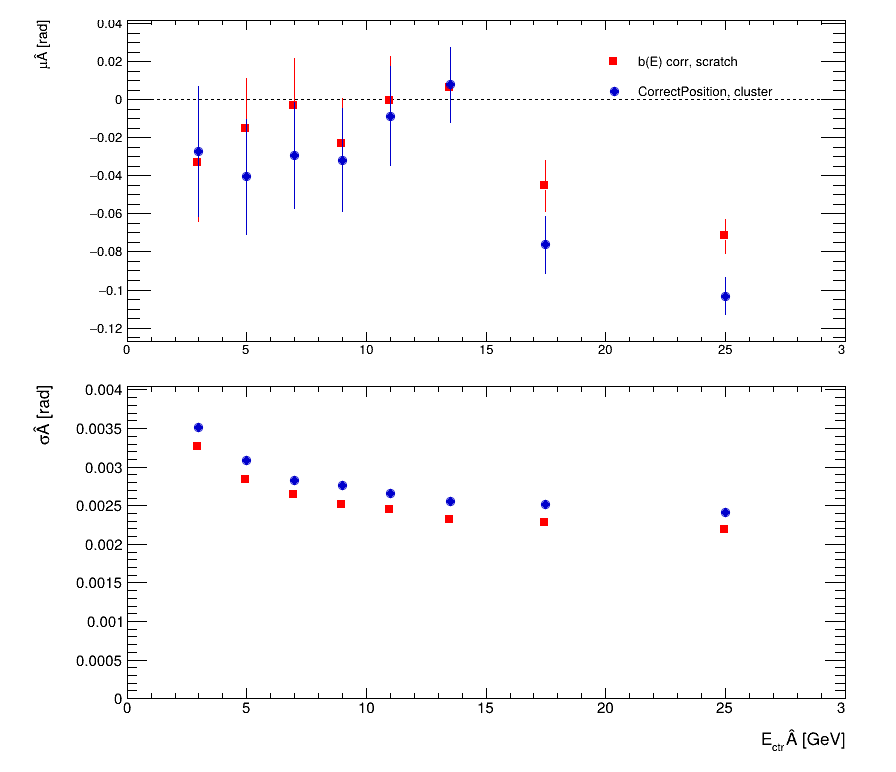 μÂ [rad]
0.04
0.02
0
−0.02
−0.04
−0.06
−0.08
−0.1
−0.12
b(E) corr, scratch
CorrectPosition, cluster
0 5 10 15 20 25 3
σÂ [rad]
0.004
0.0035
0.003
0.0025
0.002
0.0015
0.001
0.0005
0
0 5 10 15 20 25 3
EctrÂ [GeV]